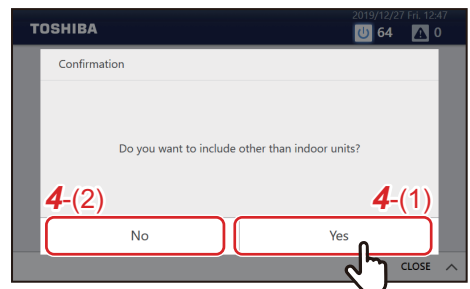 2019/12/27 Fri. 12:47
TOSHIBA
64 0
Confirmation
Do you want to include other than indoor units?
4-(2) 4-(1)
No Yes
CLOSE